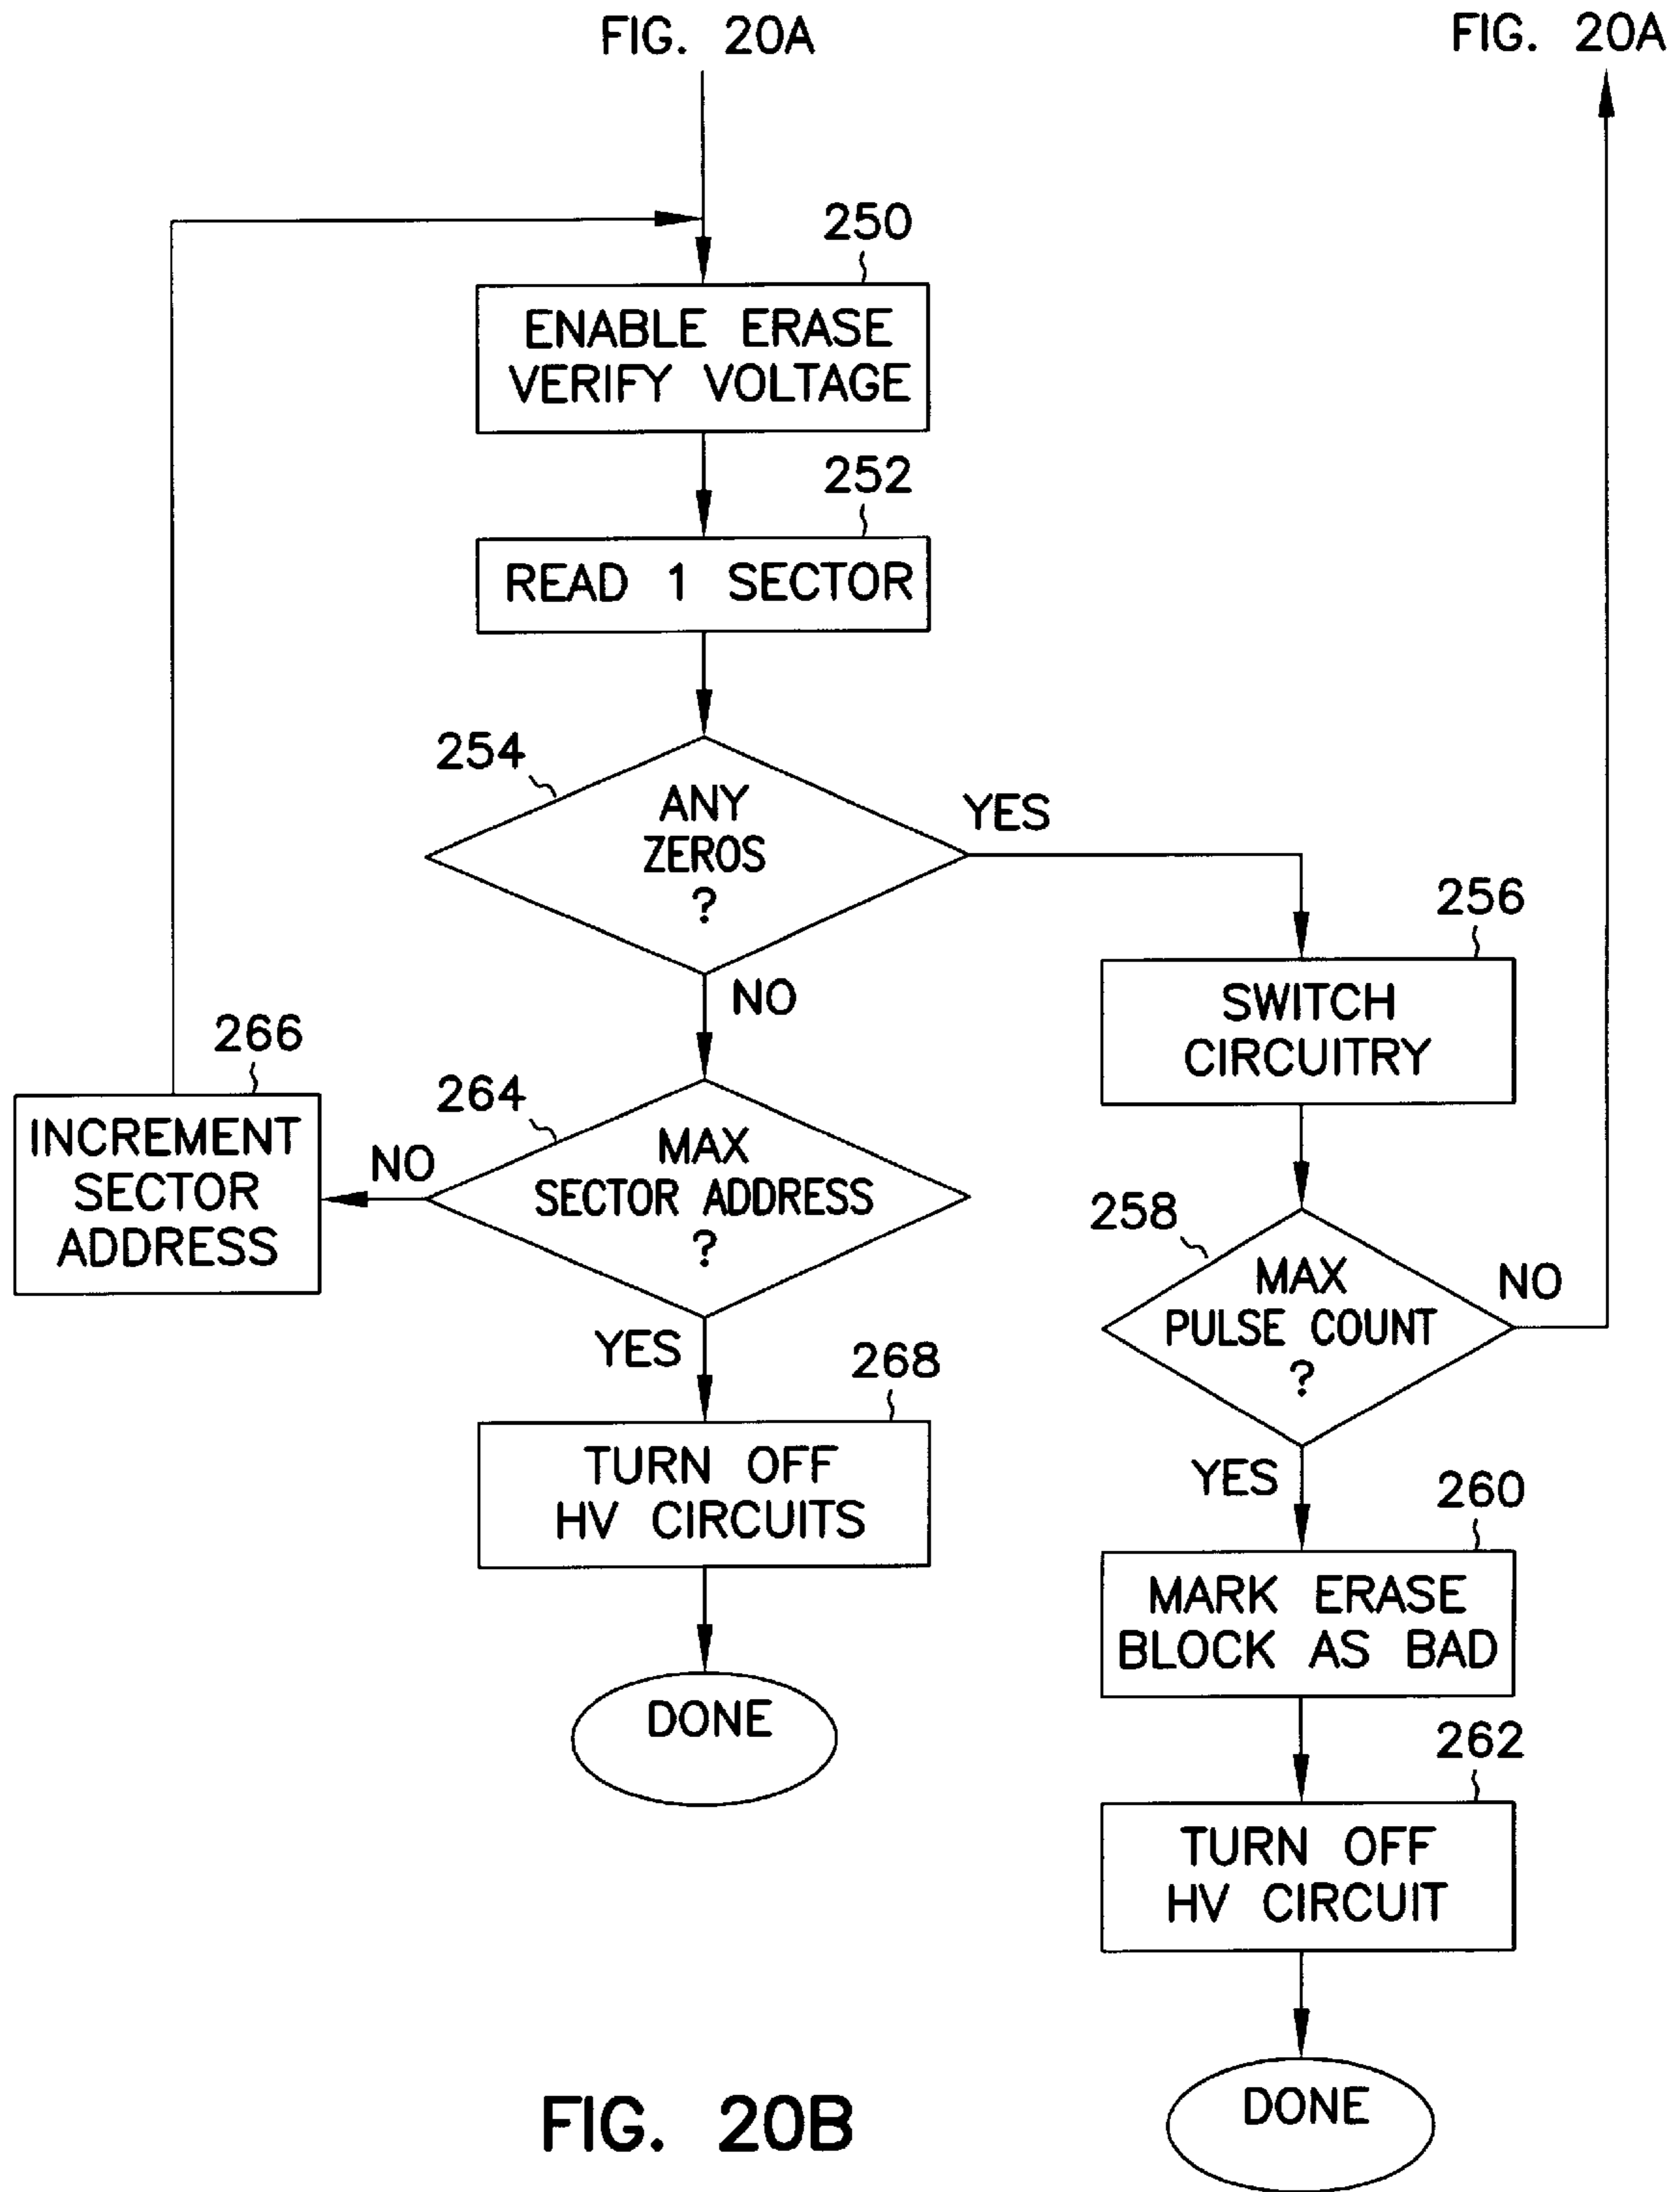 FIG. 20A
FIG. 20A
250
ENABLE ERASE
VERIFY VOLTAGE
252
READ 1 SECTOR
254
ANY
ZEROS
?
YES
NO
256
SWITCH
CIRCUITRY
266
INCREMENT
SECTOR
ADDRESS
264
NO
MAX
SECTOR ADDRESS
?
YES
258
MAX
PULSE COUNT
?
NO
YES
268
TURN OFF
HV CIRCUITS
DONE
260
MARK ERASE
BLOCK AS BAD
262
TURN OFF
HV CIRCUIT
DONE
FIG. 20B